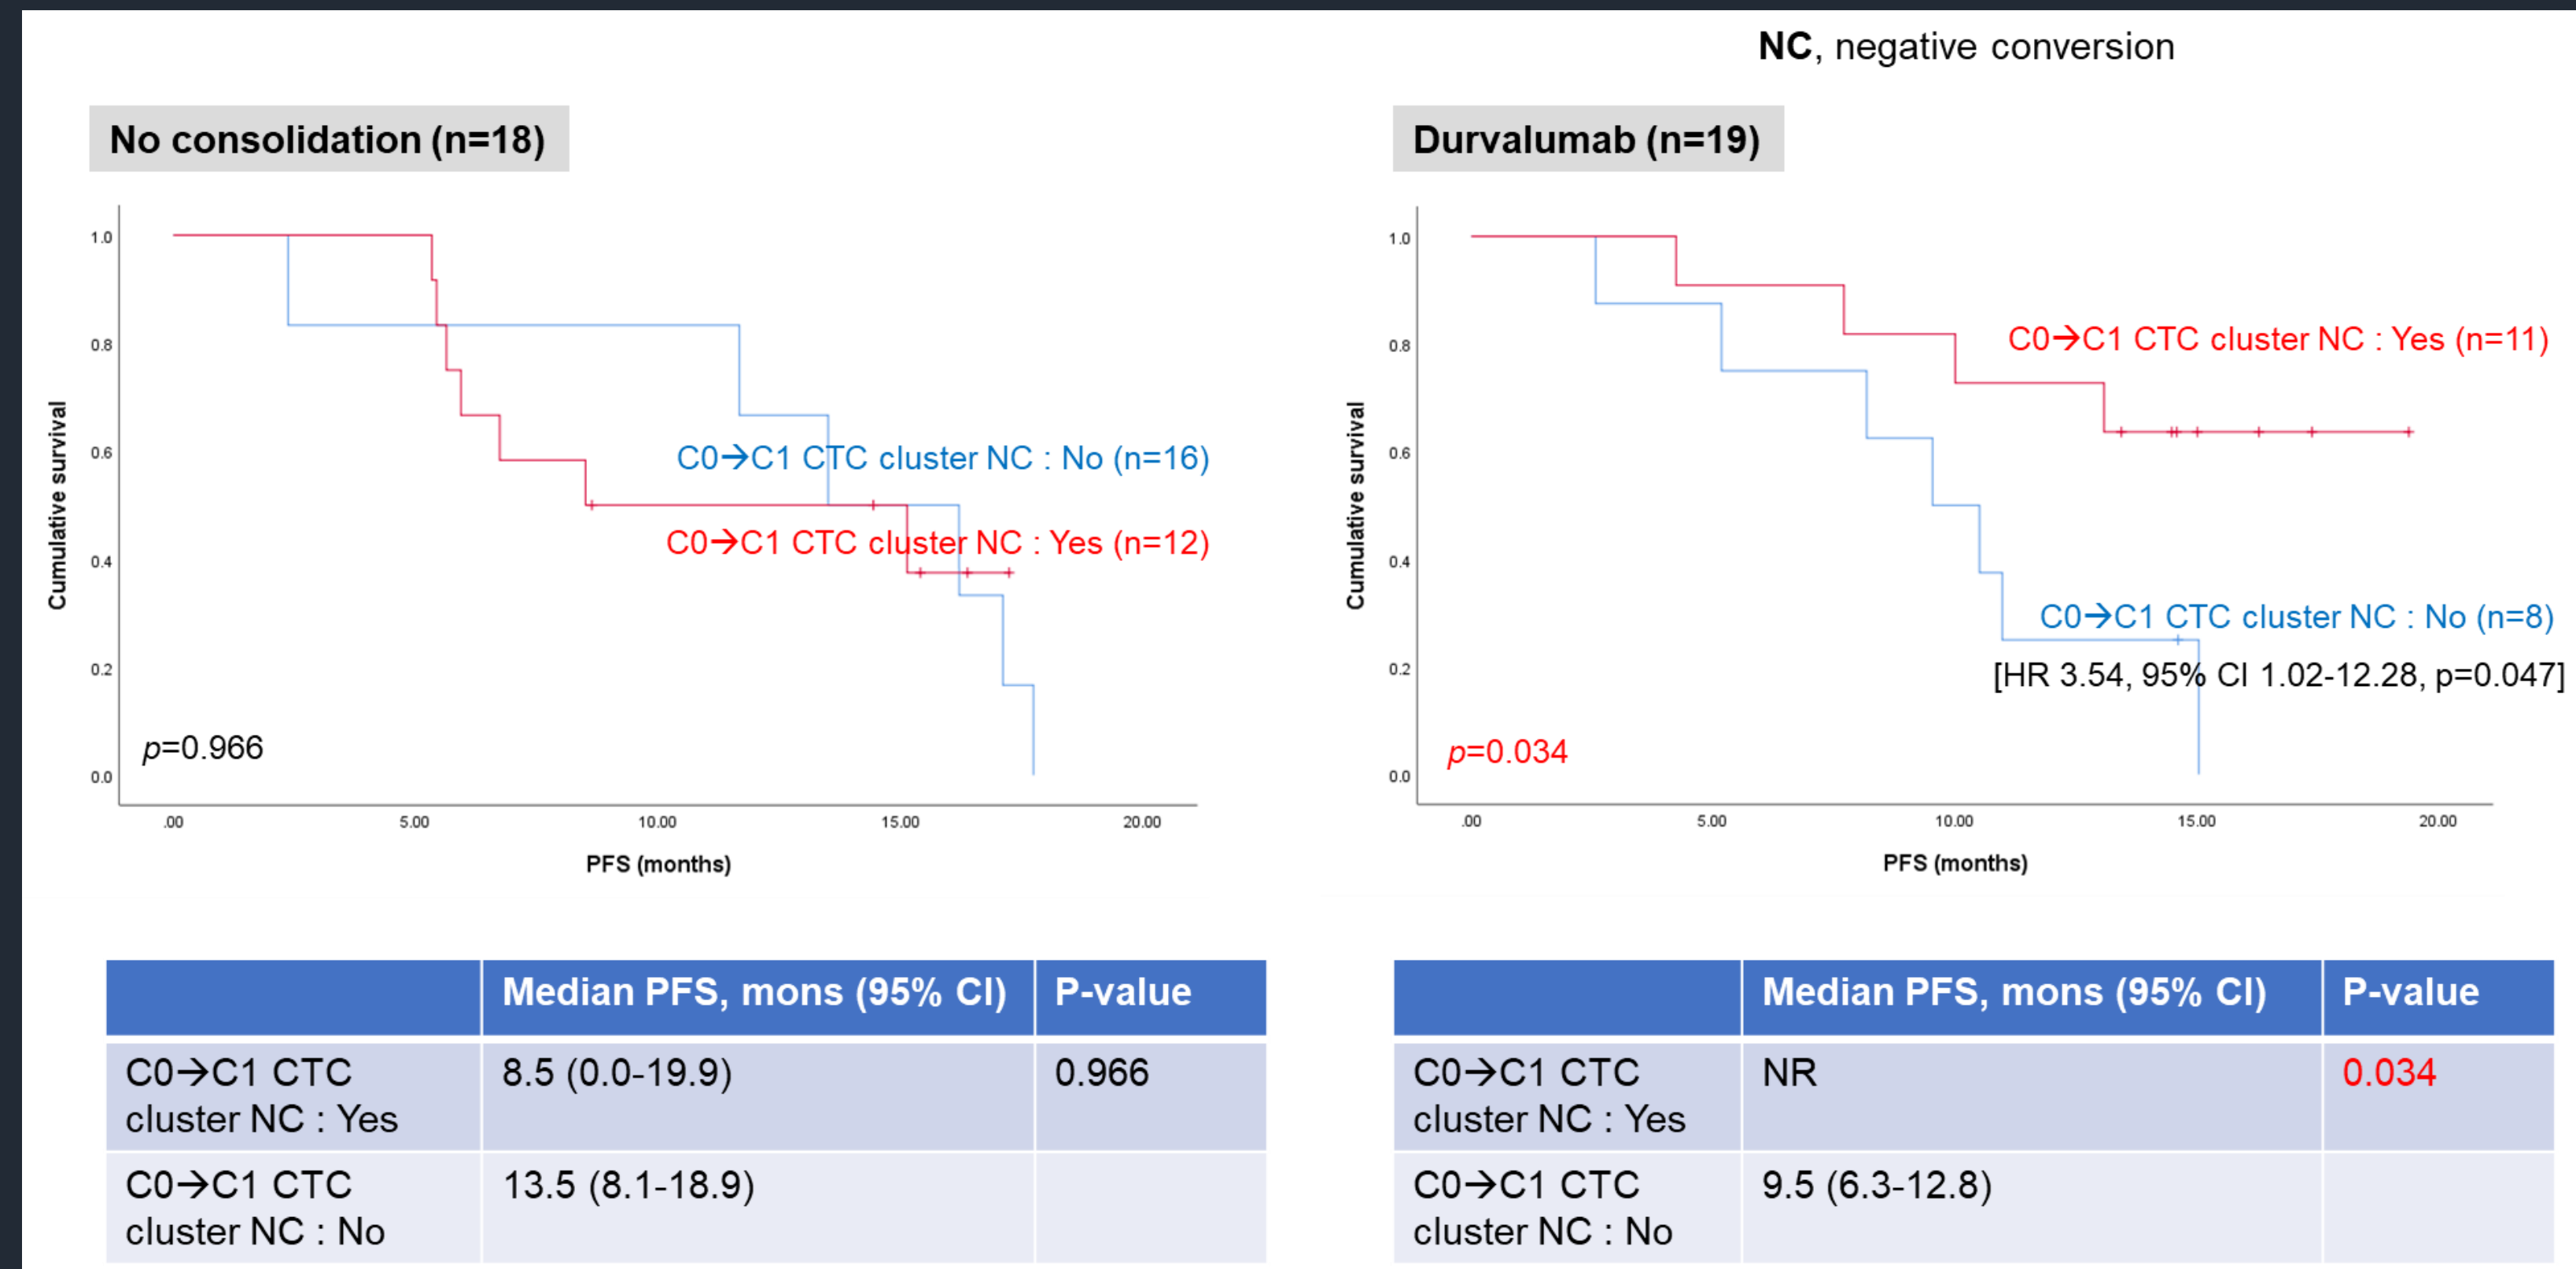 NC, negative conversion
No consolidation (n=18)
1.0
0.8
0.6
0.4
0.2
0.0
Cumulative survival
C0→C1 CTC cluster NC : No (n=16)
C0→C1 CTC cluster NC : Yes (n=12)
p=0.966
.00 5.00 10.00 15.00 20.00
PFS (months)
Durvalumab (n=19)
1.0
0.8
0.6
0.4
0.2
0.0
Cumulative survival
C0→C1 CTC cluster NC : Yes (n=11)
C0→C1 CTC cluster NC : No (n=8)
[HR 3.54, 95% CI 1.02-12.28, p=0.047]
p=0.034
.00 5.00 10.00 15.00 20.00
PFS (months)
Median PFS, mons (95% CI) P-value
C0→C1 CTC 8.5 (0.0-19.9) 0.966
cluster NC : Yes
C0→C1 CTC 13.5 (8.1-18.9)
cluster NC : No
Median PFS, mons (95% CI) P-value
C0→C1 CTC NR 0.034
cluster NC : Yes
C0→C1 CTC 9.5 (6.3-12.8)
cluster NC : No